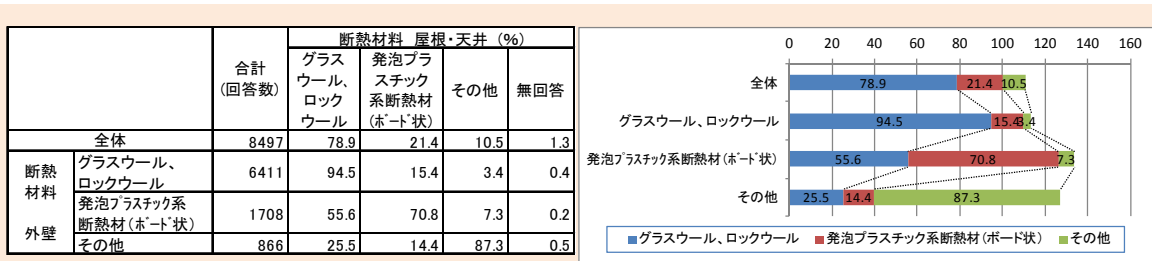 断熱材料　屋根・天井　(%)
合計
(回答数)
グラス
ウール、
ロック
ウール
発泡プラ
スチック
系断熱材
(ﾎﾞｰﾄﾞ状)
その他
無回答
全体 8497 78.9 21.4 10.5 1.3
断熱
材料
外壁
グラスウール、
ロックウール
6411 94.5 15.4 3.4 0.4
発泡ﾌﾟﾗｽﾁｯｸ系
断熱材(ﾎﾞｰﾄﾞ状)
1708 55.6 70.8 7.3 0.2
その他 866 25.5 14.4 87.3 0.5
0 20 40 60 80 100 120 140 160
全体 78.9 21.4 10.5
グラスウール、ロックウール 94.5 15.4 3.4
発泡ﾌﾟﾗｽﾁｯｸ系断熱材(ﾎﾞｰﾄﾞ状) 55.6 70.8 7.3
その他 25.5 14.4 87.3
グラスウール、ロックウール 発泡プラスチック系断熱材(ボード状) その他